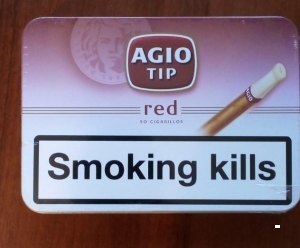 AGIO
TIP
red
20 CIGARILLOS
Smoking kills